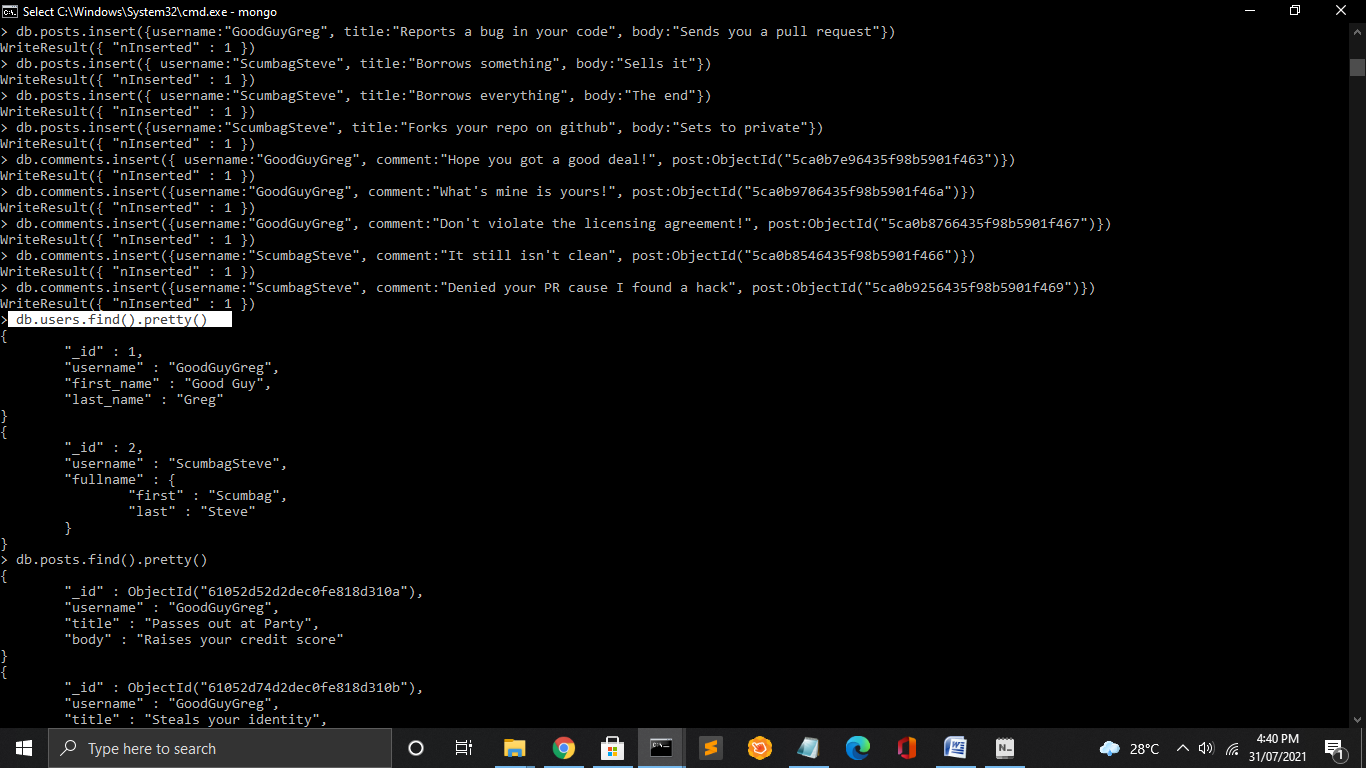 Select C:\Windows\System32\cmd.exe - mongo
> db.posts.insert({username:"GoodGuyGreg", title:"Reports a bug in your code", body:"Sends you a pull request"})
WriteResult({ "nInserted" : 1 })
> db.posts.insert({ username:"ScumbagSteve", title:"Borrows something", body:"Sells it"})
WriteResult({ "nInserted" : 1 })
> db.posts.insert({ username:"ScumbagSteve", title:"Borrows everything", body:"The end"})
WriteResult({ "nInserted" : 1 })
> db.posts.insert({username:"ScumbagSteve", title:"Forks your repo on github", body:"Sets to private"})
WriteResult({ "nInserted" : 1 })
> db.comments.insert({ username:"GoodGuyGreg", comment:"Hope you got a good deal!", post:ObjectId("5ca0b7e96435f98b5901f463")})
WriteResult({ "nInserted" : 1 })
> db.comments.insert({username:"GoodGuyGreg", comment:"What's mine is yours!", post:ObjectId("5ca0b9706435f98b5901f46a")})
WriteResult({ "nInserted" : 1 })
> db.comments.insert({username:"GoodGuyGreg", comment:"Don't violate the licensing agreement!", post:ObjectId("5ca0b8766435f98b5901f467")})
WriteResult({ "nInserted" : 1 })
> db.comments.insert({username:"ScumbagSteve", comment:"It still isn't clean", post:ObjectId("5ca0b8546435f98b5901f466")})
WriteResult({ "nInserted" : 1 })
> db.comments.insert({username:"ScumbagSteve", comment:"Denied your PR cause I found a hack", post:ObjectId("5ca0b9256435f98b5901f469")})
WriteResult({ "nInserted" : 1 })
> db.users.find().pretty()
{
"_id" : 1,
"username" : "GoodGuyGreg",
"first_name" : "Good Guy",
"last_name" : "Greg"
}
{
"_id" : 2,
"username" : "ScumbagSteve",
"fullname" : {
"first" : "Scumbag",
"last" : "Steve"
}
}
> db.posts.find().pretty()
{
"_id" : ObjectId("61052d52d2dec0fe818d310a"),
"username" : "GoodGuyGreg",
"title" : "Passes out at Party",
"body" : "Raises your credit score"
}
{
"_id" : ObjectId("61052d74d2dec0fe818d310b"),
"username" : "GoodGuyGreg",
"title" : "Steals your identity",
Type here to search
28°C
4:40 PM
31/07/2021
1